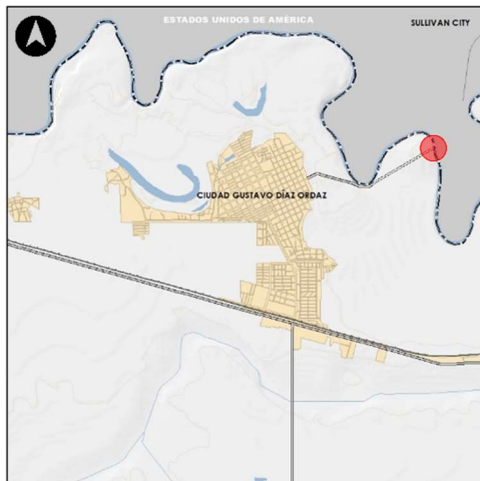 ESTADOS UNIDOS DE AMÉRICA
SULLIVAN CITY
CIUDAD GUSTAVO DÍAZ ORDAZ